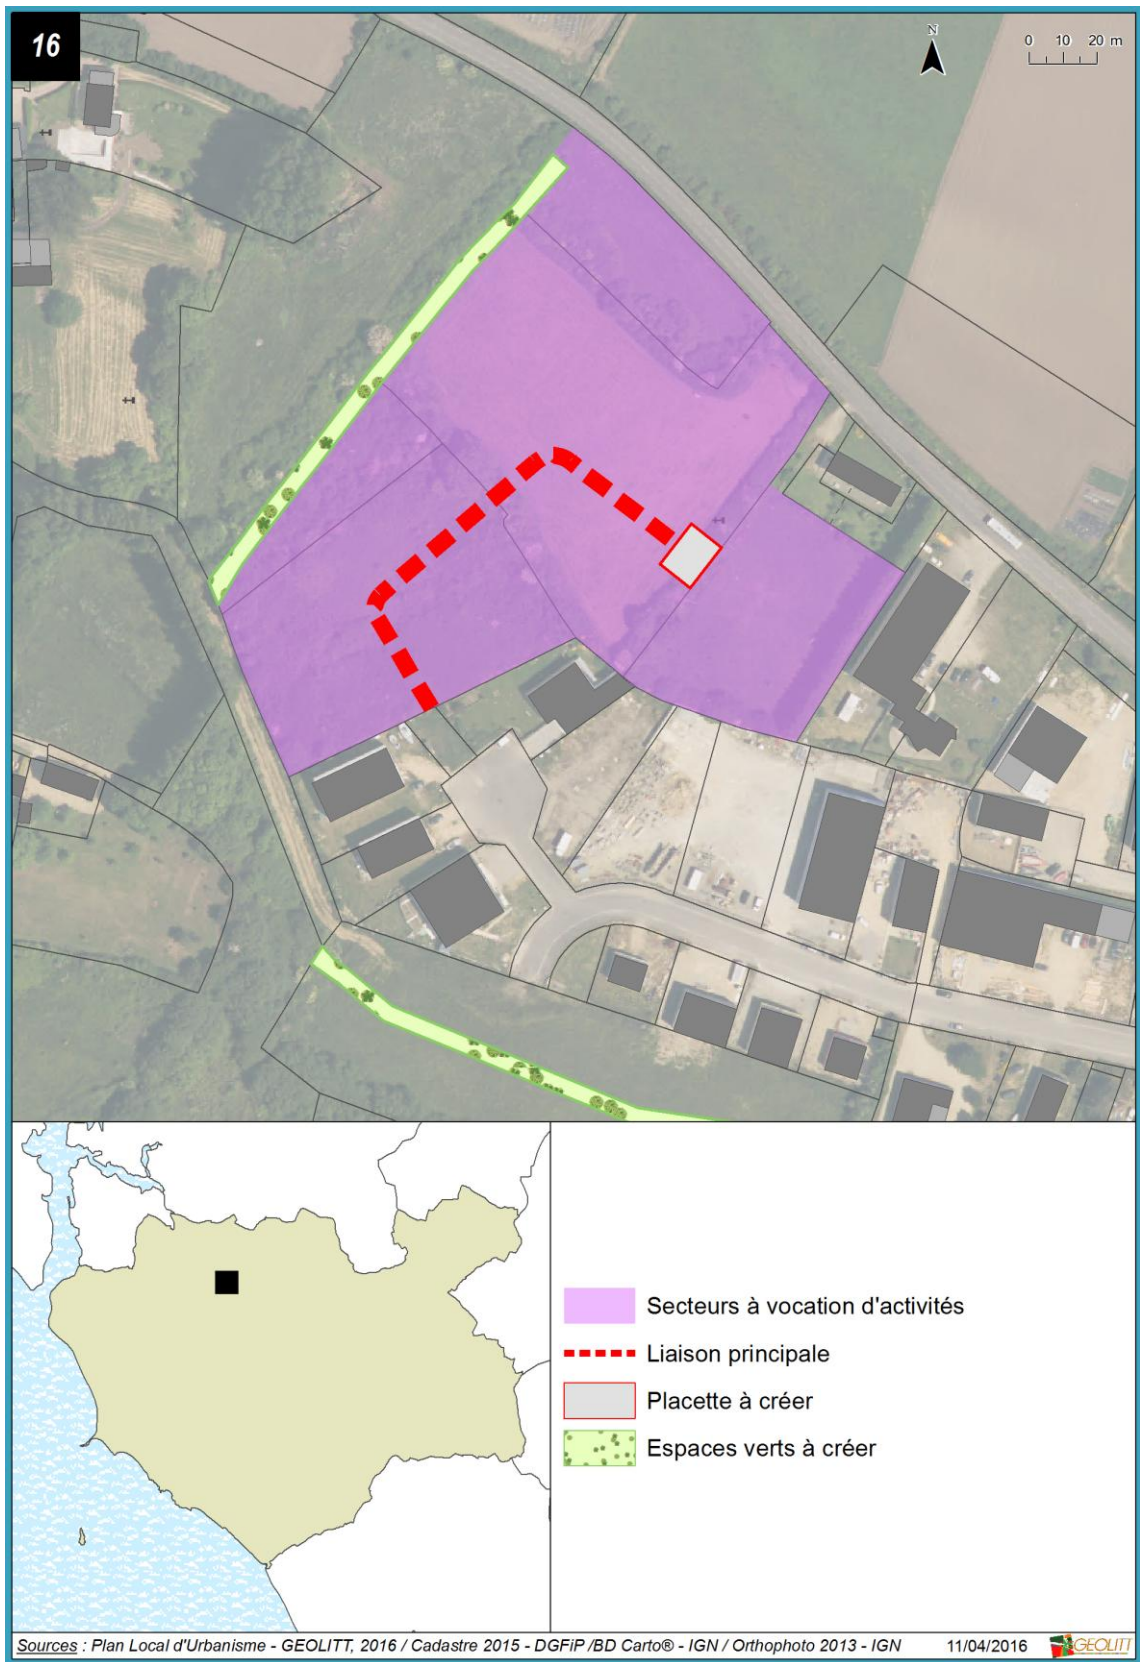 16
N
0 10 20 m
Secteurs à vocation d'activités
Liaison principale
Placette à créer
Espaces verts à créer
Sources : Plan Local d'Urbanisme - GEOLITT, 2016 / Cadastre 2015 - DGFiP /BD Carto® - IGN / Orthophoto 2013 - IGN 11/04/2016 GEOLITT